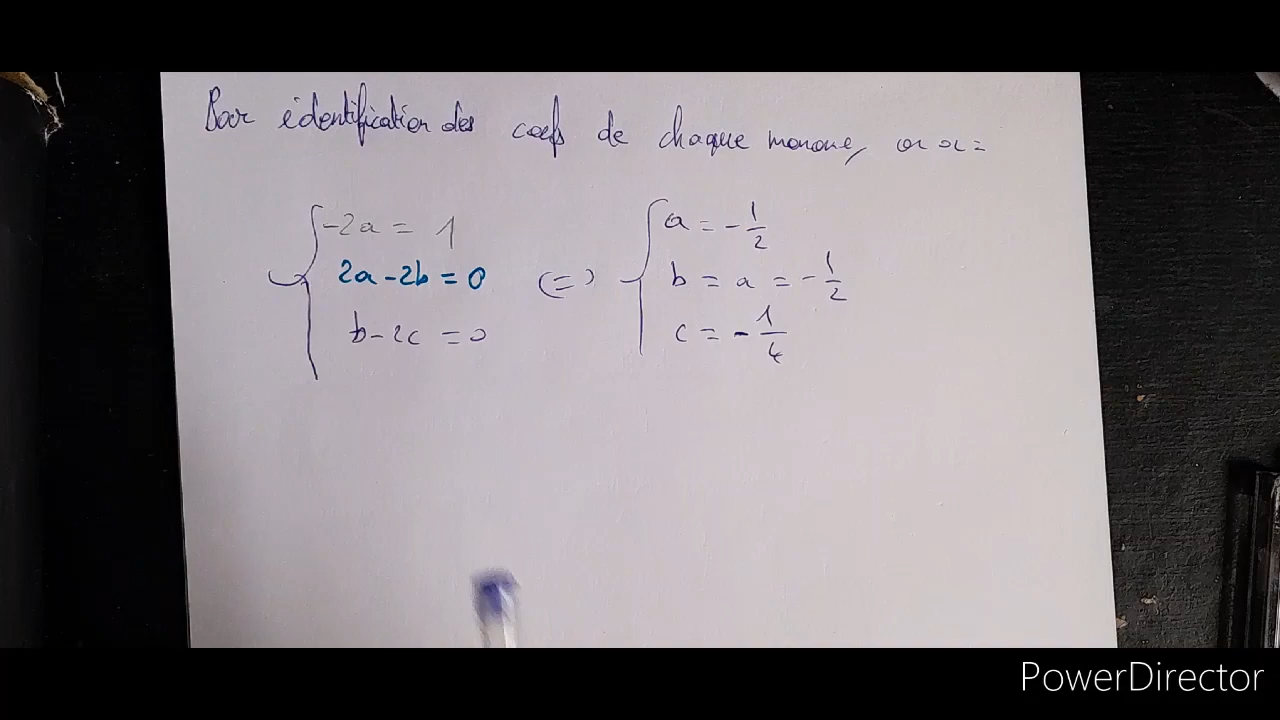 Par identification des coefs de chaque monome, on a =
-2a = 1 a = -1/2
2a - 2b = 0 (=) b = a = -1/2
b - 2c = 0 c = -1/4
PowerDirector